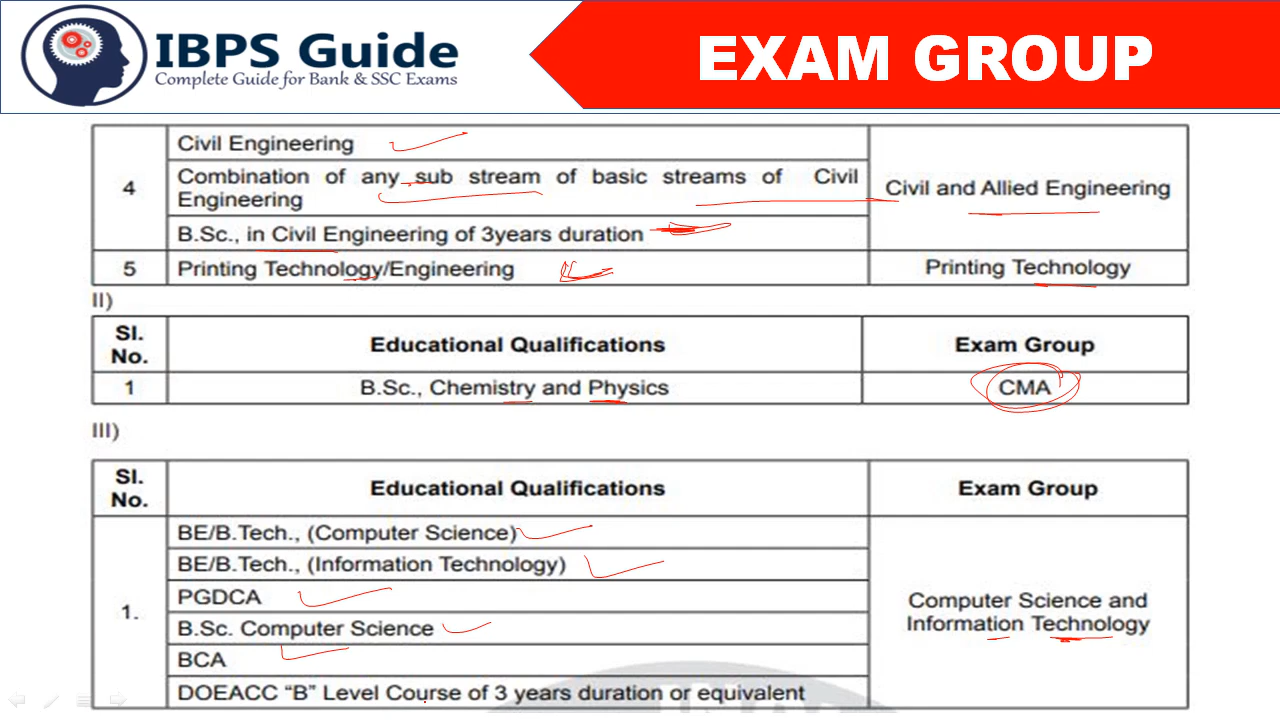 IBPS Guide
Complete Guide for Bank & SSC Exams
EXAM GROUP
4
Civil Engineering
Combination of any sub stream of basic streams of Civil
Engineering
B.Sc., in Civil Engineering of 3years duration
Civil and Allied Engineering
5
Printing Technology/Engineering
Printing Technology
II)
SI.
No.
Educational Qualifications
Exam Group
1
B.Sc., Chemistry and Physics
CMA
III)
SI.
No.
Educational Qualifications
Exam Group
1.
BE/B.Tech., (Computer Science)
BE/B.Tech., (Information Technology)
PGDCA
B.Sc. Computer Science
BCA
DOEACC “B” Level Course of 3 years duration or equivalent
Computer Science and
Information Technology